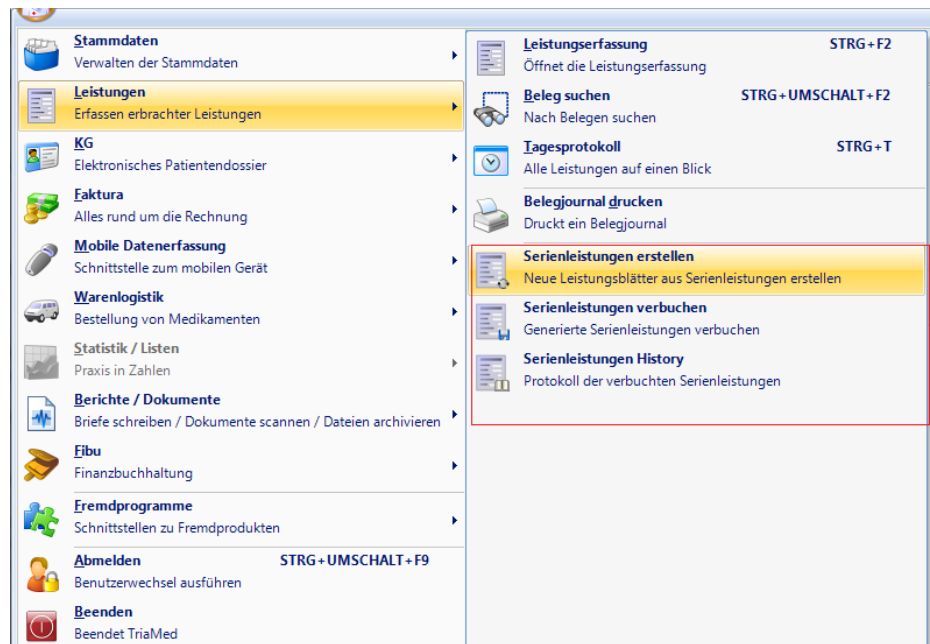 Stammdaten
Verwalten der Stammdaten
Leistungen
Erfassen erbrachter Leistungen
KG
Elektronisches Patientendossier
Faktura
Alles rund um die Rechnung
Mobile Datenerfassung
Schnittstelle zum mobilen Gerät
Warenlogistik
Bestellung von Medikamenten
Statistik / Listen
Praxis in Zahlen
Berichte / Dokumente
Briefe schreiben / Dokumente scannen / Dateien archivieren
Fibu
Finanzbuchhaltung
Fremdprogramme
Schnittstellen zu Fremdprodukten
Abmelden STRG+UMSCHALT+F9
Benutzerwechsel ausführen
Beenden
Beendet TriaMed
Leistungserfassung STRG+F2
Öffnet die Leistungserfassung
Beleg suchen STRG+UMSCHALT+F2
Nach Belegen suchen
Tagesprotokoll STRG+T
Alle Leistungen auf einen Blick
Belegjournal drucken
Druckt ein Belegjournal
Serienleistungen erstellen
Neue Leistungsblätter aus Serienleistungen erstellen
Serienleistungen verbuchen
Generierte Serienleistungen verbuchen
Serienleistungen History
Protokoll der verbuchten Serienleistungen